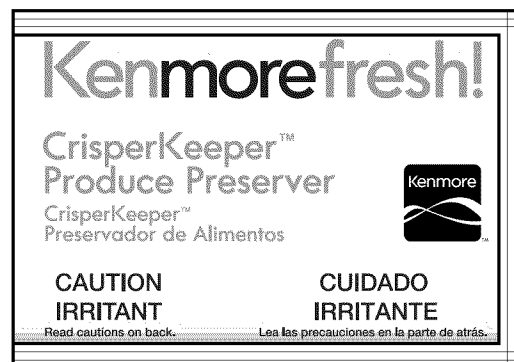 Kenmorefresh!
CrisperKeeper™
Produce Preserver
CrisperKeeper™
Preservador de Alimentos
Kenmore
™
CAUTION
IRRITANT
Read cautions on back.
CUIDADO
IRRITANTE
Lea las precauciones en la parte de atrás.